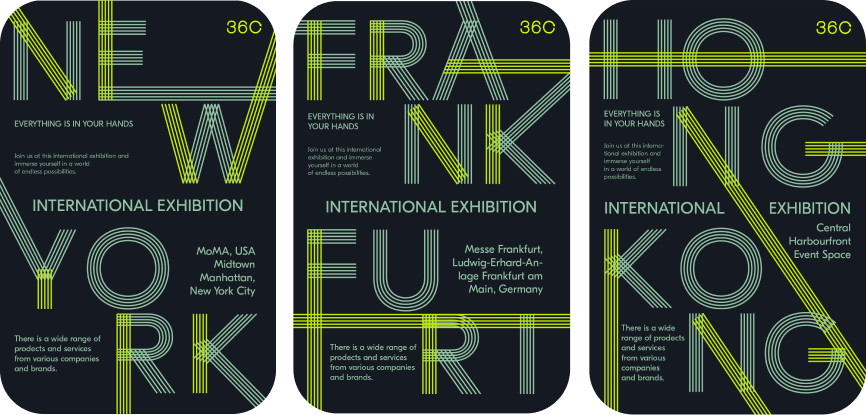 36C
NE
W
EVERYTHING IS IN YOUR HANDS
Join us at this international exhibition and
immerse yourself in a world
of endless possibilities.
INTERNATIONAL EXHIBITION
YO
RK
MoMA, USA
Midtown
Manhattan,
New York City
There is a wide range of
products and services
from various companies
and brands.
36C
FRA
NK
EVERYTHING IS IN
YOUR HANDS
Join us at this international
exhibition and immerse
yourself in a world
of endless possibilities.
INTERNATIONAL EXHIBITION
FU
RT
Messe Frankfurt,
Ludwig-Erhard-An-
lage Frankfurt am
Main, Germany
There is a wide range of
products and services
from various companies
and brands.
36C
HO
NG
EVERYTHING IS
IN YOUR HANDS
Join us at this interna-
tional exhibition and
immerse yourself
in a world of endless
possibilities.
INTERNATIONAL EXHIBITION
Central
Harbourfront
Event Space
KO
NG
There is a wide
range of products
and services
from various
companies
and brands.